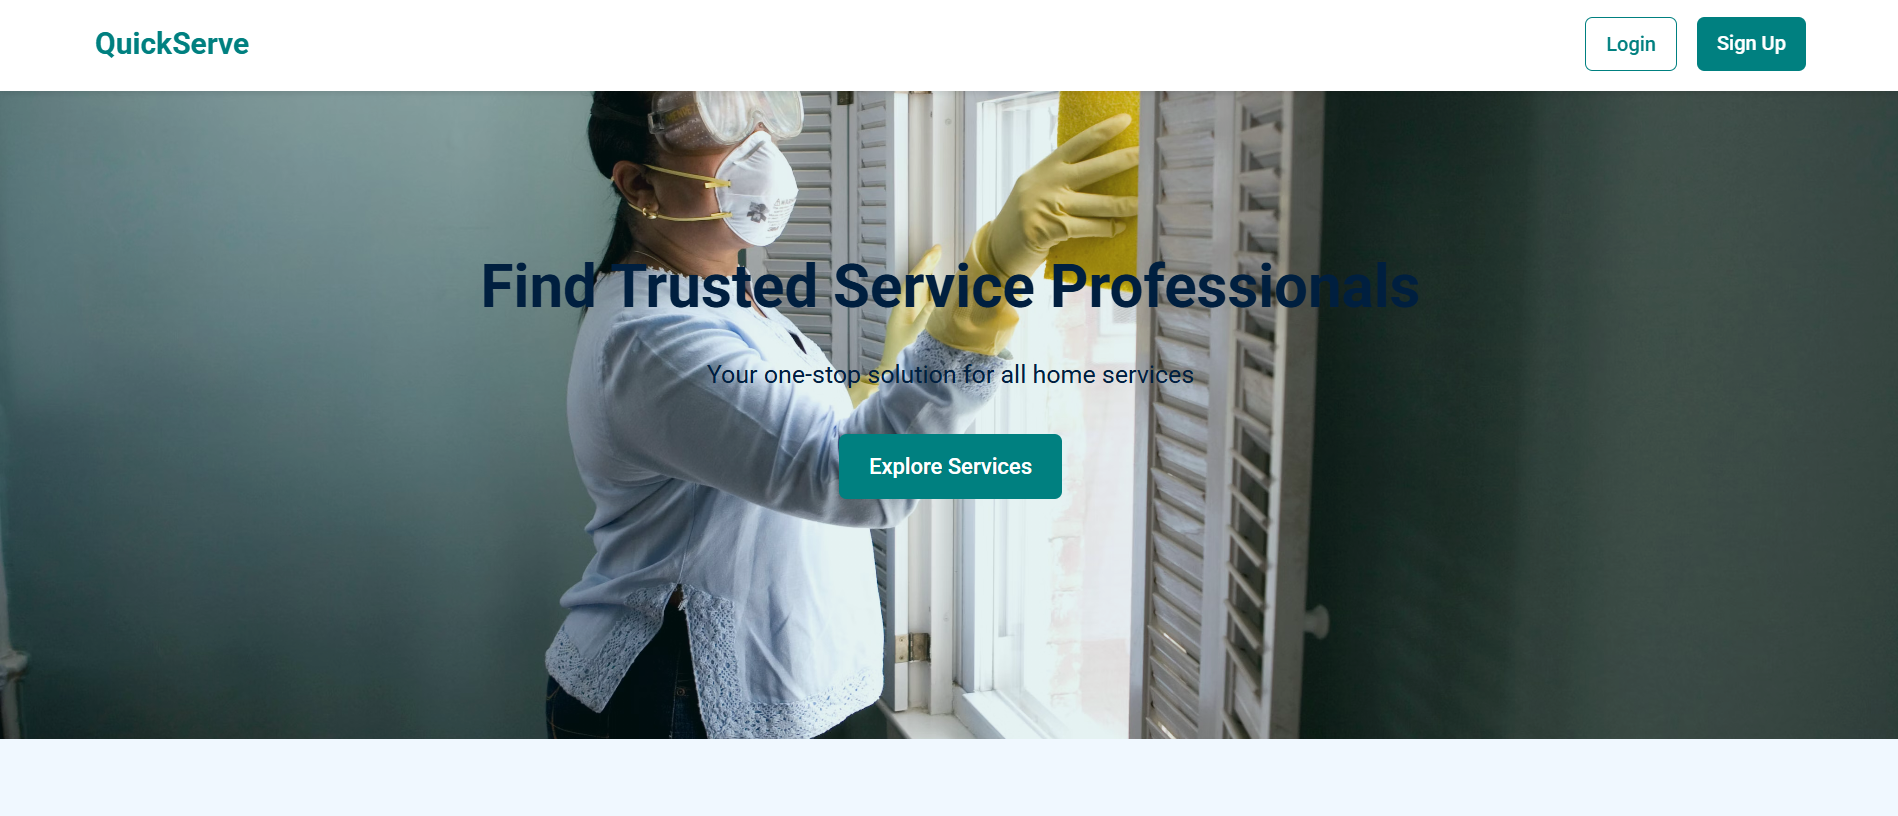 QuickServe
Login
Sign Up
Find Trusted Service Professionals
Your one-stop solution for all home services
Explore Services